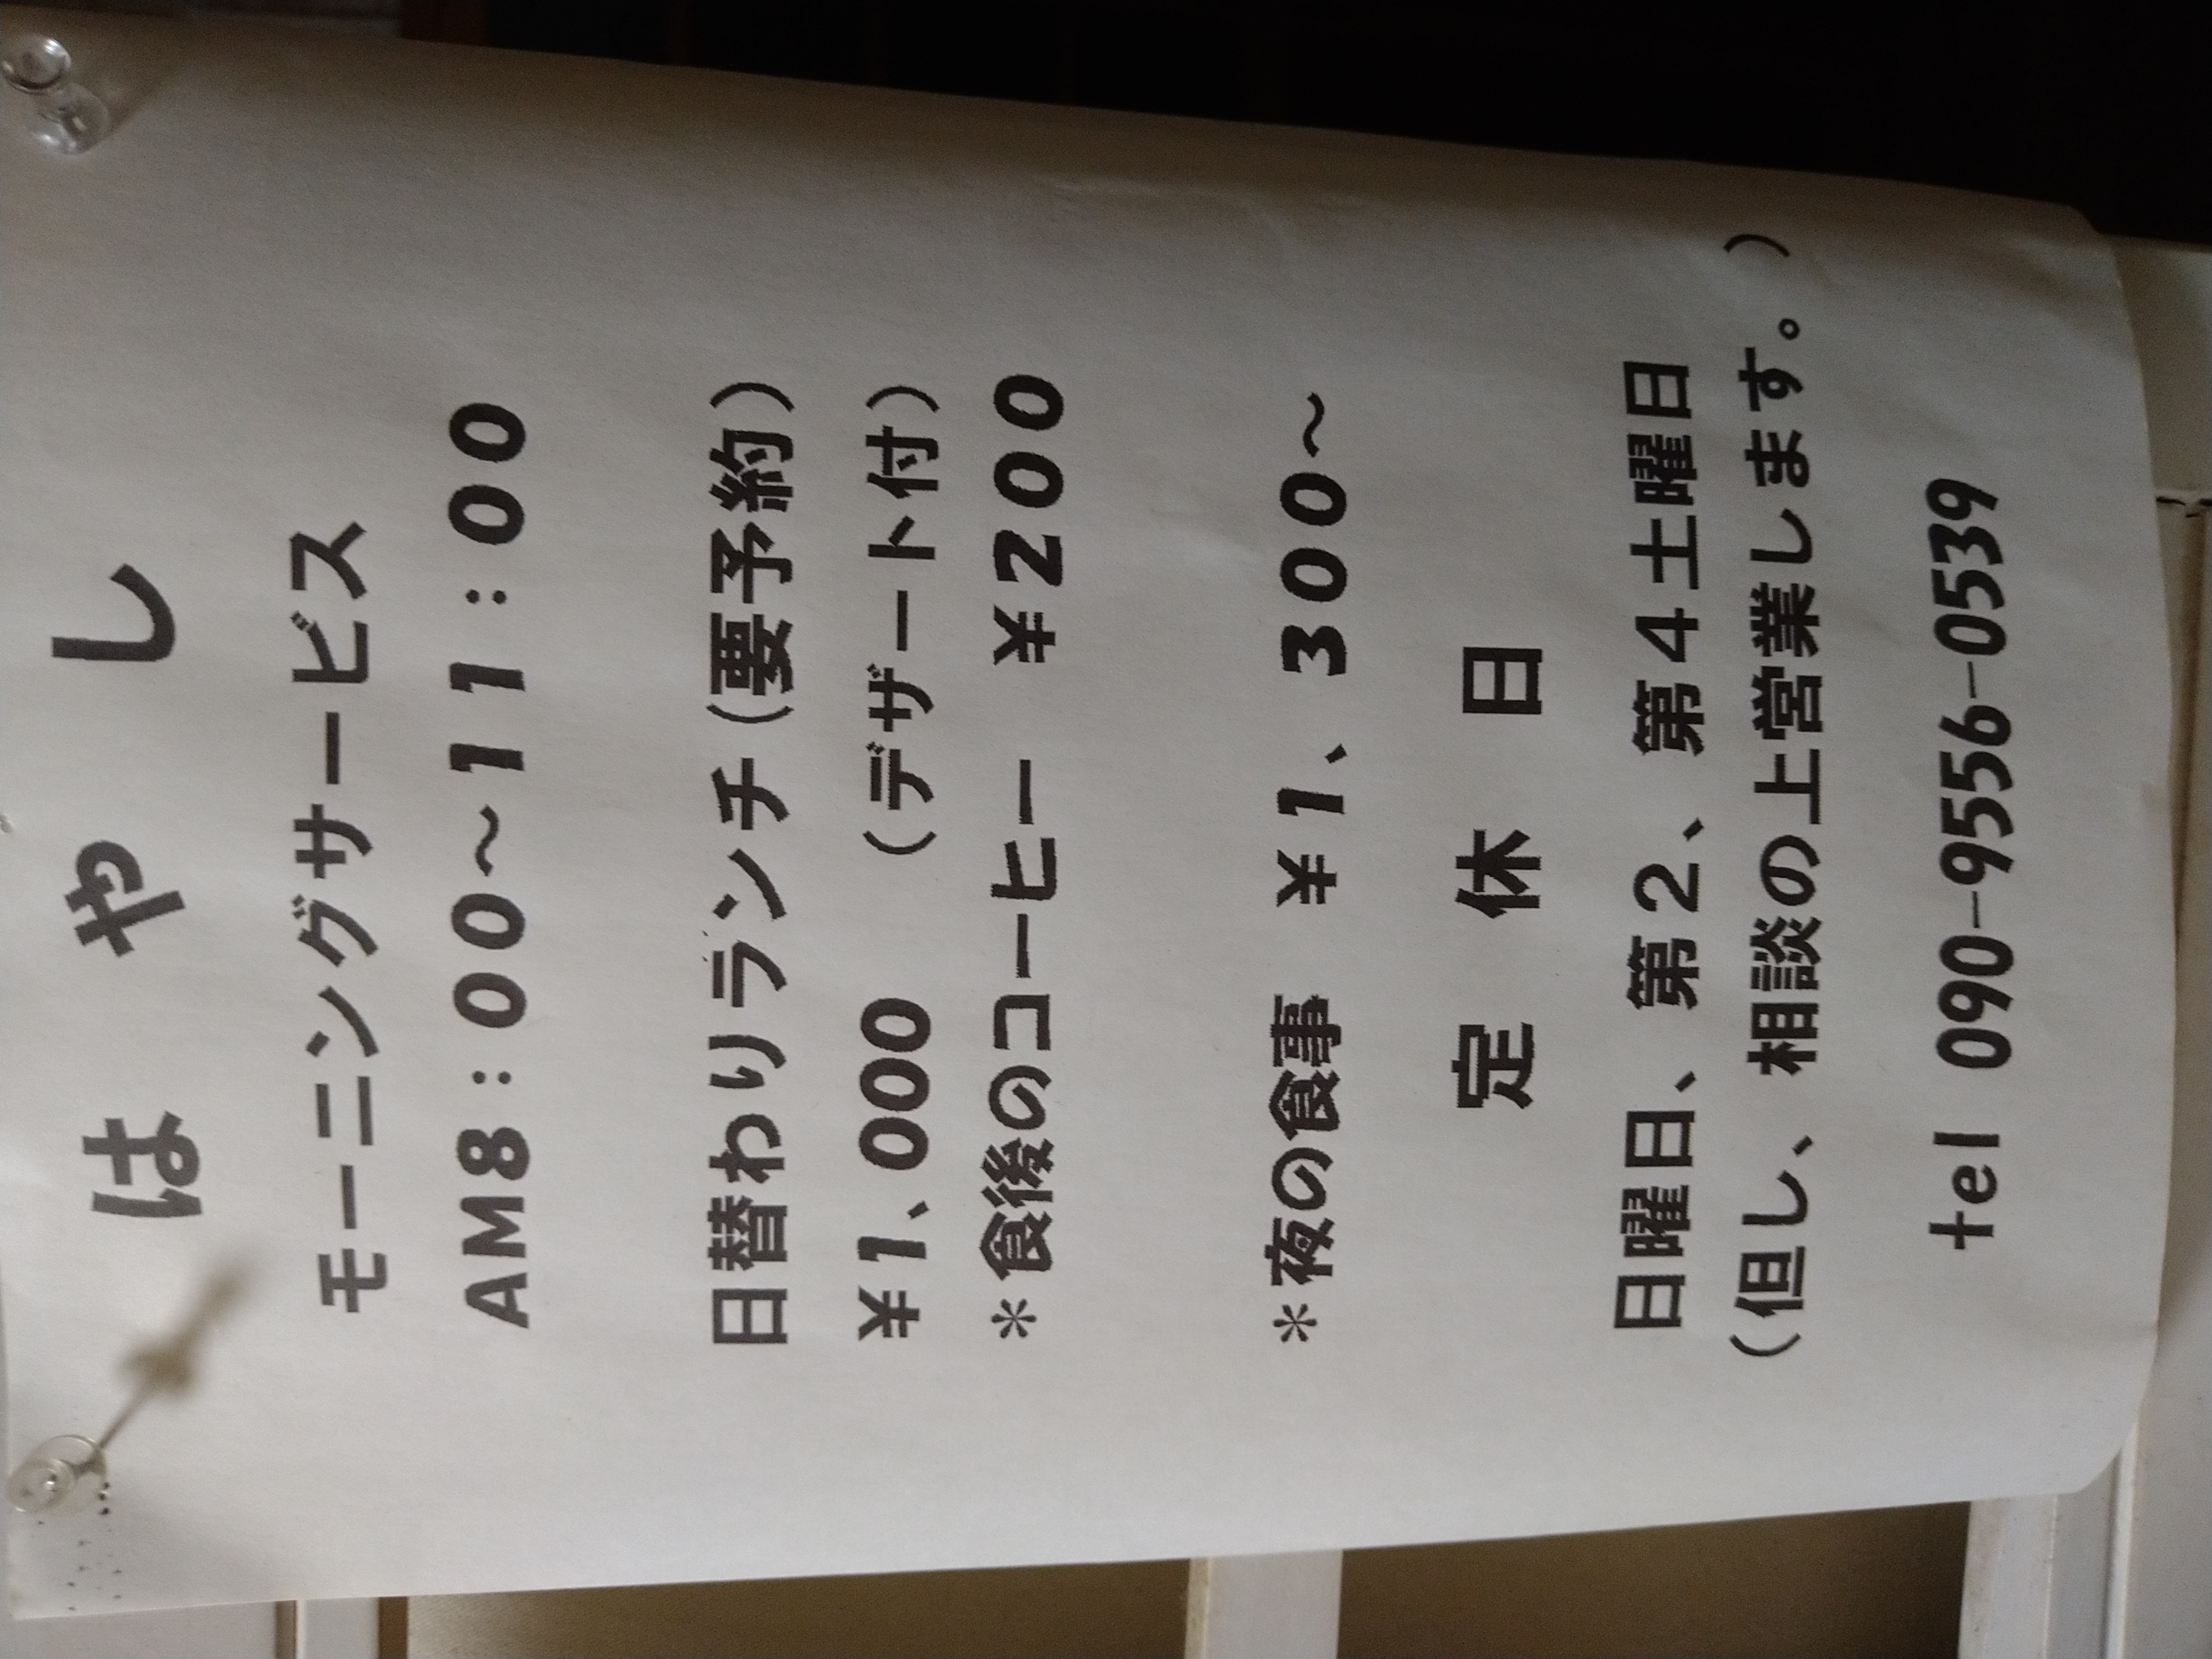 はやし
モーニングサービス
AM8：00～11：00
日替わりランチ（要予約）
￥1、000　（デザート付）
＊食後のコーヒー　￥200
＊夜の食事　￥1、300～
定　休　日
日曜日、第２、第４土曜日
（但し、相談の上営業します。）
tel 090-9556-0539